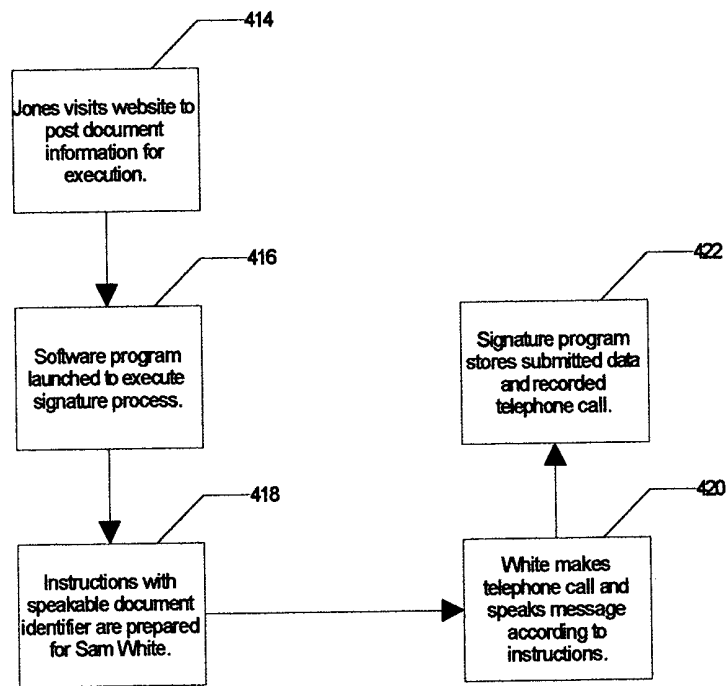 414
Jones visits website to
post document
information for
execution.
416
Software program
launched to execute
signature process.
418
Instructions with
speakable document
identifier are prepared
for Sam White.
420
White makes
telephone call and
speaks message
according to
instructions.
422
Signature program
stores submitted data
and recorded
telephone call.